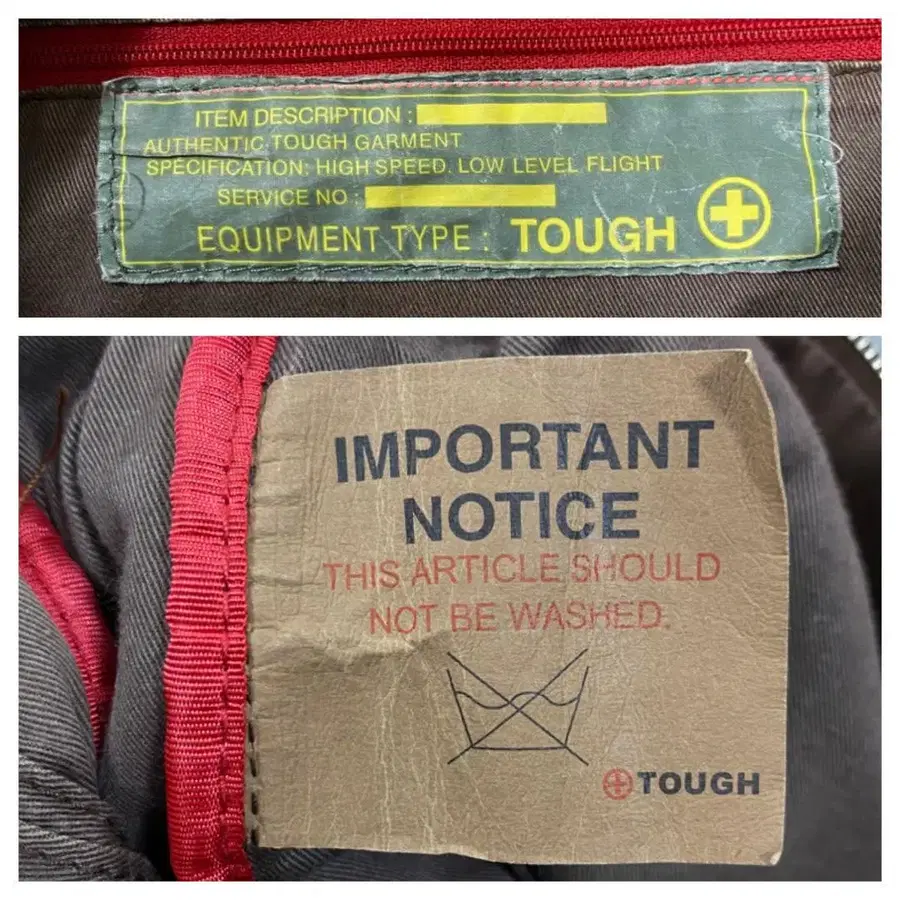 ITEM DESCRIPTION :
AUTHENTIC TOUGH GARMENT
SPECIFICATION: HIGH SPEED. LOW LEVEL FLIGHT
SERVICE NO :
EQUIPMENT TYPE : TOUGH
IMPORTANT
NOTICE
THIS ARTICLE SHOULD
NOT BE WASHED.
TOUGH